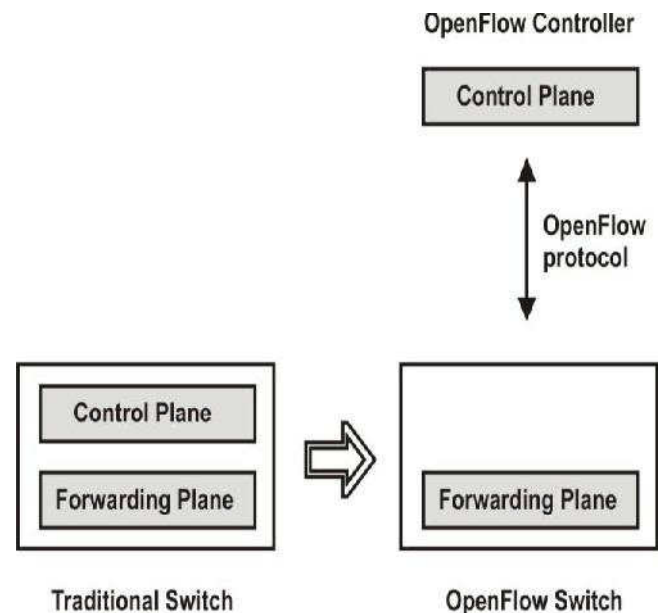 OpenFlow Controller
Control Plane
OpenFlow
protocol
Control Plane
Forwarding Plane
Forwarding Plane
Traditional Switch
OpenFlow Switch